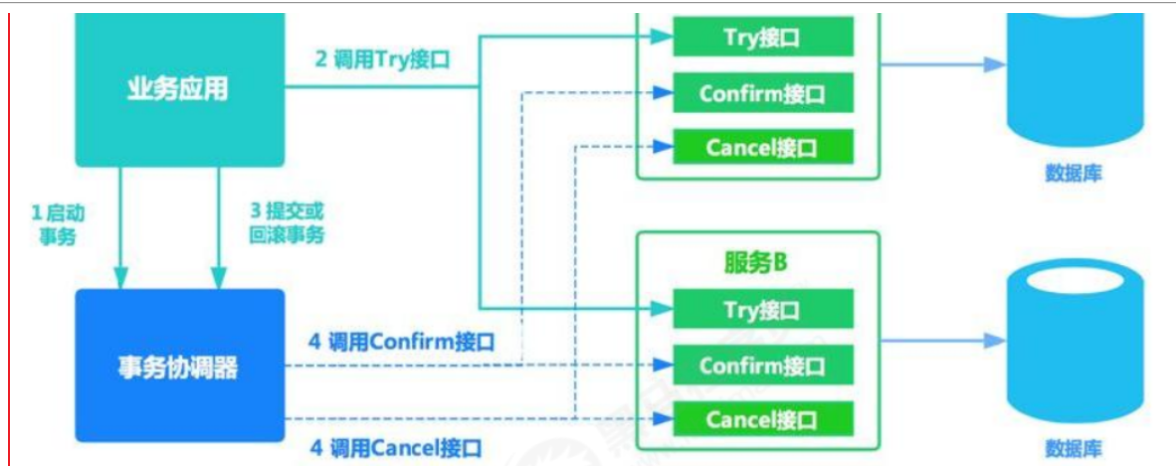 2 调用Try接口
Try接口
业务应用
Confirm接口
Cancel接口
数据库
1启动
事务
3 提交或
回滚事务
服务B
Try接口
事务协调器
4 调用Confirm接口
Confirm接口
Cancel接口
4 调用Cancel接口
数据库